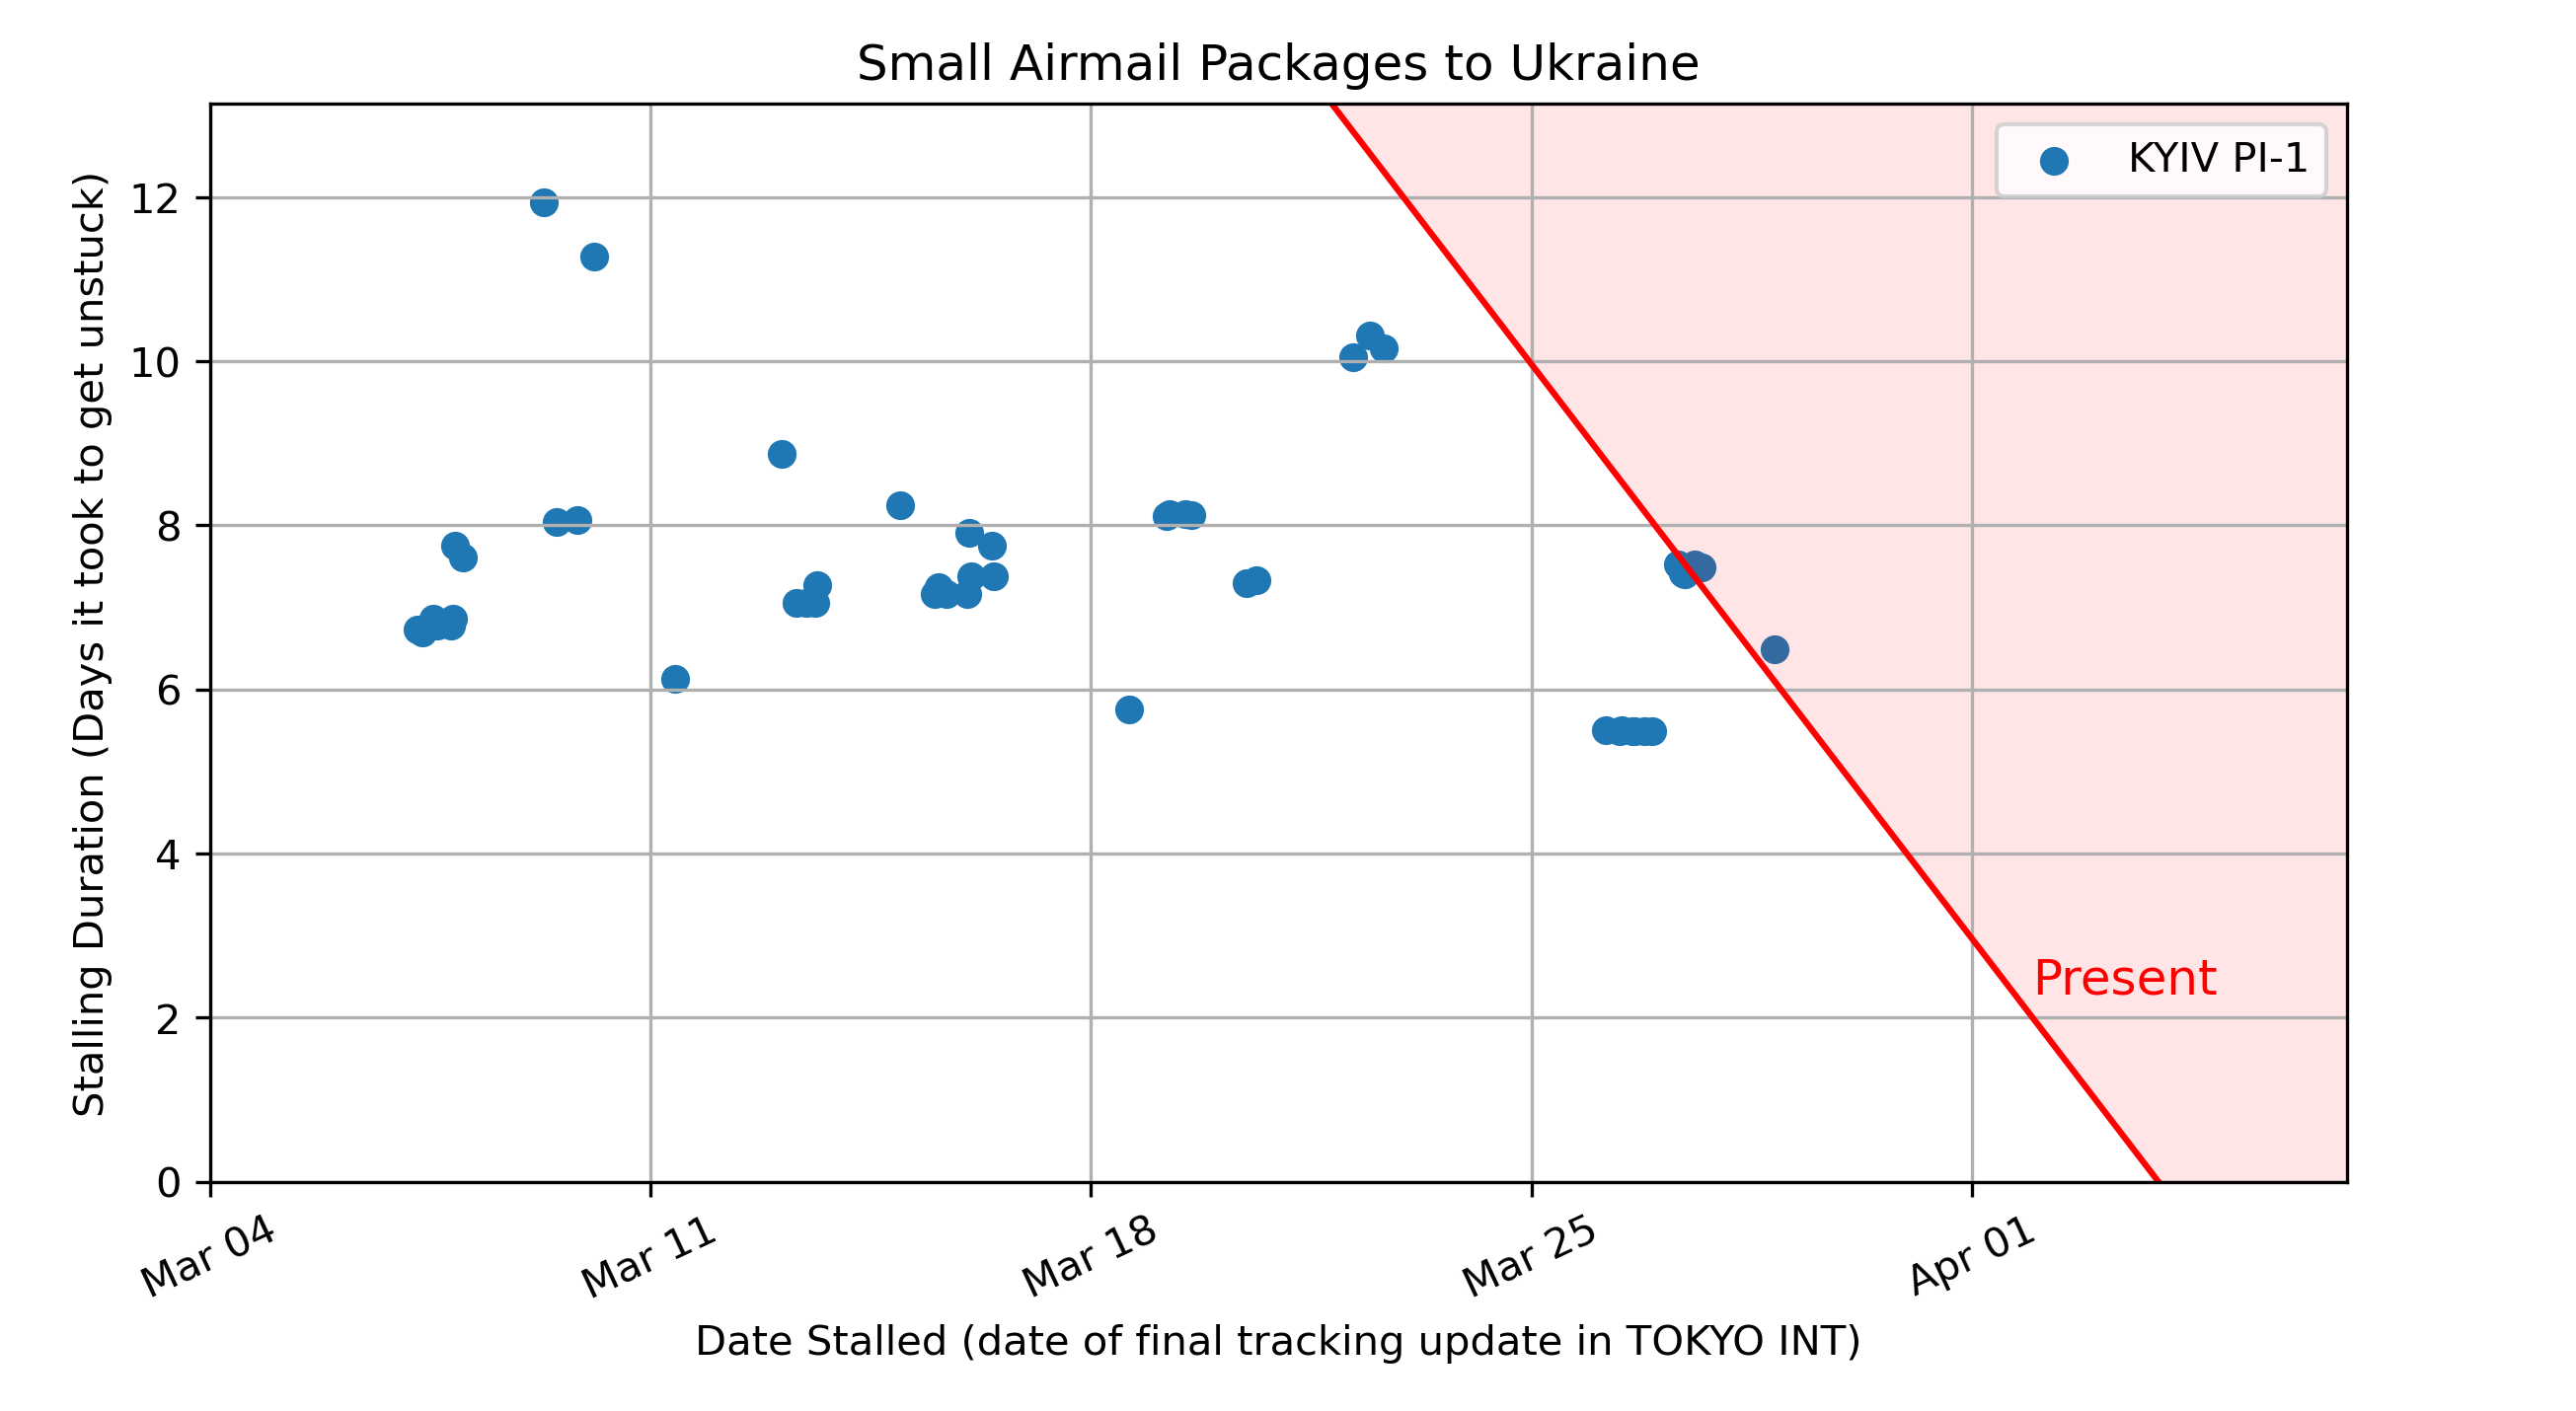 Small Airmail Packages to Ukraine
KYIV PI-1
Stalling Duration (Days it took to get unstuck)
12
10
8
6
4
2
0
Present
Mar 04
Mar 11
Mar 18
Mar 25
Apr 01
Date Stalled (date of final tracking update in TOKYO INT)